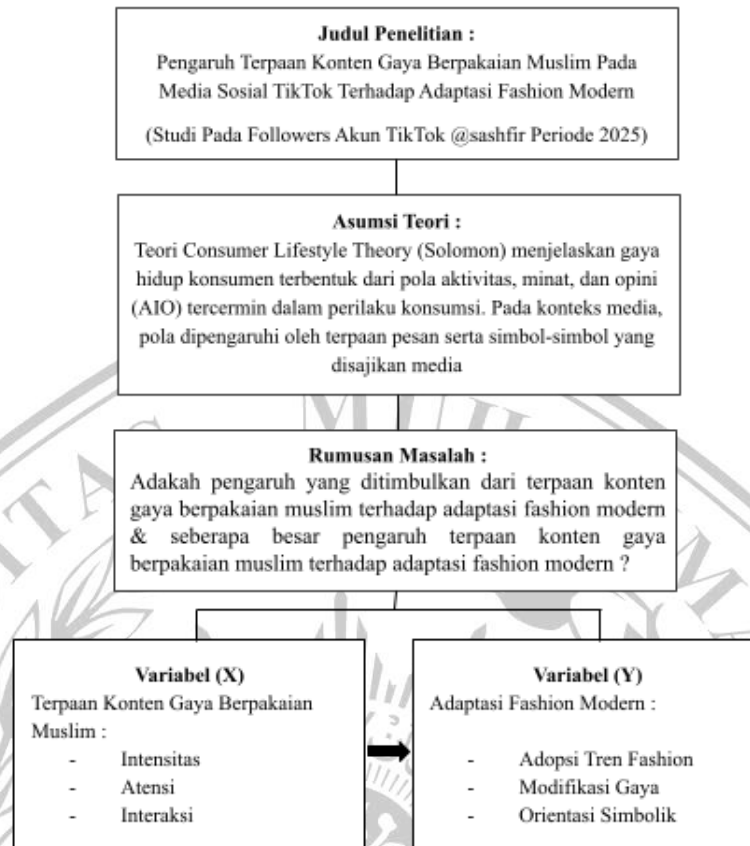 Judul Penelitian :
Pengaruh Terpaan Konten Gaya Berpakaian Muslim Pada
Media Sosial TikTok Terhadap Adaptasi Fashion Modern
(Studi Pada Followers Akun TikTok @sashfir Periode 2025)
Asumsi Teori :
Teori Consumer Lifestyle Theory (Solomon) menjelaskan gaya
hidup konsumen terbentuk dari pola aktivitas, minat, dan opini
(AIO) tercermin dalam perilaku konsumsi. Pada konteks media,
pola dipengaruhi oleh terpaan pesan serta simbol-simbol yang
disajikan media
Rumusan Masalah :
Adakah pengaruh yang ditimbulkan dari terpaan konten
gaya berpakaian muslim terhadap adaptasi fashion modern
& seberapa besar pengaruh terpaan konten gaya
berpakaian muslim terhadap adaptasi fashion modern ?
Variabel (X)
Terpaan Konten Gaya Berpakaian
Muslim :
- Intensitas
- Atensi
- Interaksi
Variabel (Y)
Adaptasi Fashion Modern :
- Adopsi Tren Fashion
- Modifikasi Gaya
- Orientasi Simbolik